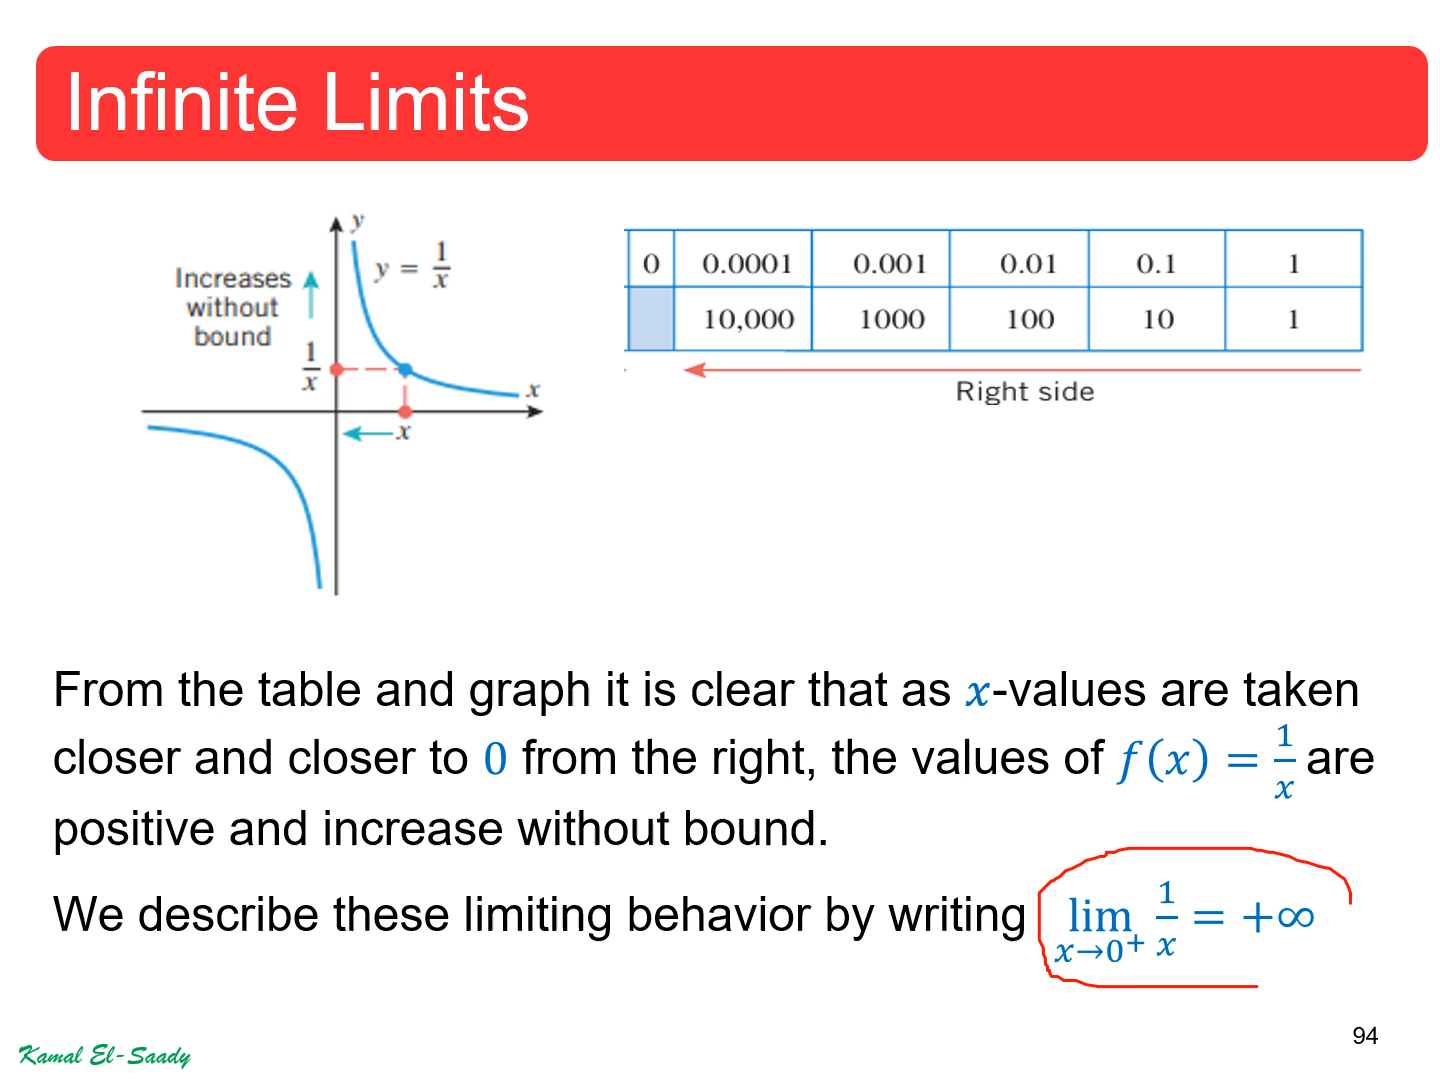 Infinite Limits
y
y = 1/x
Increases
without
bound
1/x
x
x
0 0.0001 0.001 0.01 0.1 1
10,000 1000 100 10 1
Right side
From the table and graph it is clear that as x-values are taken
closer and closer to 0 from the right, the values of f(x) = 1/x are
positive and increase without bound.
We describe these limiting behavior by writing lim x→0⁺ 1/x = +∞
94
Kamal El-Saady